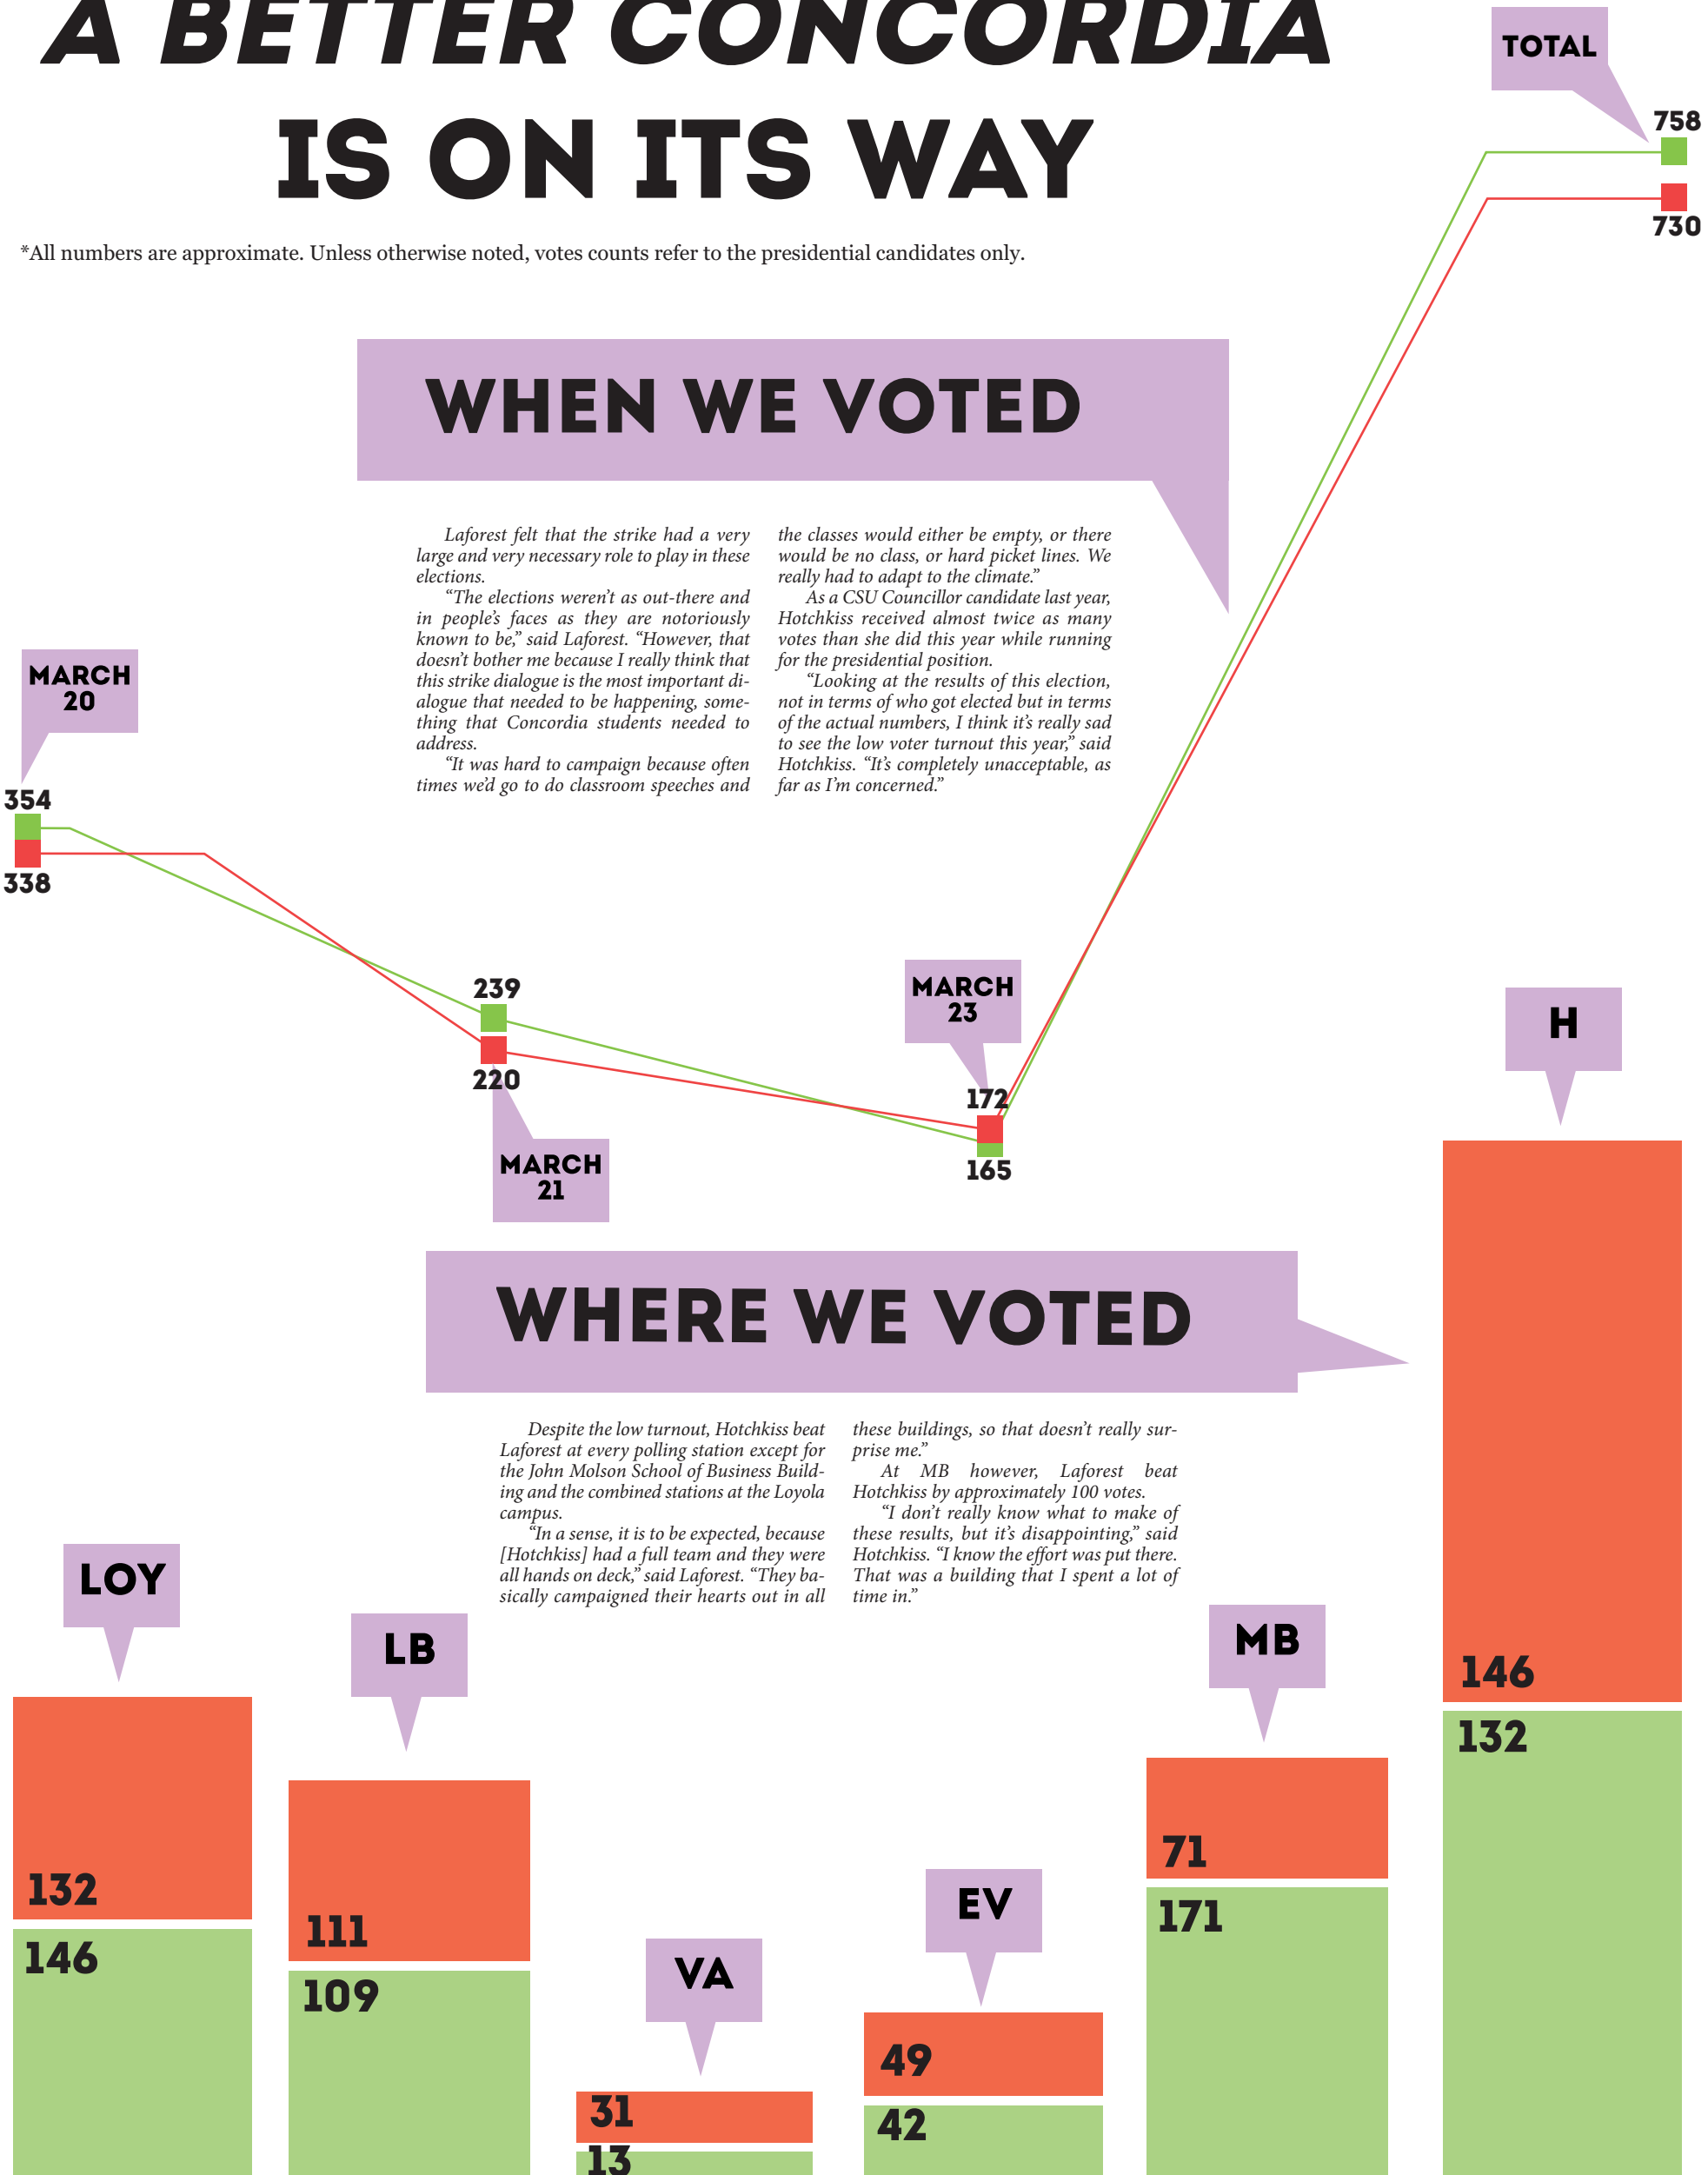 A BETTER CONCORDIA
IS ON ITS WAY
*All numbers are approximate. Unless otherwise noted, votes counts refer to the presidential candidates only.
TOTAL
758
730
WHEN WE VOTED
Laforest felt that the strike had a very
large and very necessary role to play in these
elections.
“The elections weren’t as out-there and
in people’s faces as they are notoriously
known to be,” said Laforest. “However, that
doesn’t bother me because I really think that
this strike dialogue is the most important di-
alogue that needed to be happening, some-
thing that Concordia students needed to
address.
“It was hard to campaign because often
times we’d go to do classroom speeches and
the classes would either be empty, or there
would be no class, or hard picket lines. We
really had to adapt to the climate.”
As a CSU Councillor candidate last year,
Hotchkiss received almost twice as many
votes than she did this year while running
for the presidential position.
“Looking at the results of this election,
not in terms of who got elected but in terms
of the actual numbers, I think it’s really sad
to see the low voter turnout this year,” said
Hotchkiss. “It’s completely unacceptable, as
far as I’m concerned.”
MARCH
20
354
338
239
220
MARCH
21
MARCH
23
172
165
WHERE WE VOTED
Despite the low turnout, Hotchkiss beat
Laforest at every polling station except for
the John Molson School of Business Build-
ing and the combined stations at the Loyola
campus.
“In a sense, it is to be expected, because
[Hotchkiss] had a full team and they were
all hands on deck,” said Laforest. “They ba-
sically campaigned their hearts out in all
these buildings, so that doesn’t really sur-
prise me.”
At MB however, Laforest beat
Hotchkiss by approximately 100 votes.
“I don’t really know what to make of
these results, but it’s disappointing,” said
Hotchkiss. “I know the effort was put there.
That was a building that I spent a lot of
time in.”
LOY
132
146
LB
111
109
VA
31
13
EV
49
42
MB
71
171
H
146
132